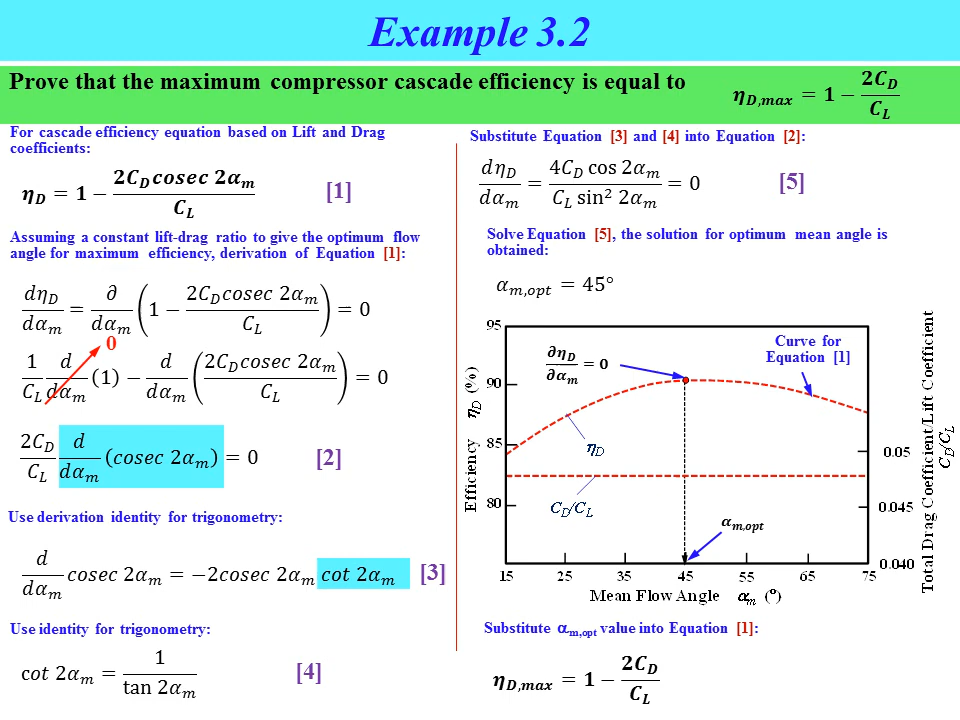 Example 3.2
Prove that the maximum compressor cascade efficiency is equal to η_{D,max} = 1 − 2C_D/C_L
For cascade efficiency equation based on Lift and Drag
coefficients:
η_D = 1 − 2C_D cosec 2α_m/C_L [1]
Assuming a constant lift-drag ratio to give the optimum flow
angle for maximum efficiency, derivation of Equation [1]:
dη_D/dα_m = ∂/dα_m (1 − 2C_D cosec 2α_m/C_L) = 0
0
1/C_L d/dα_m (1) − d/dα_m (2C_D cosec 2α_m/C_L) = 0
2C_D/C_L d/dα_m (cosec 2α_m) = 0 [2]
Use derivation identity for trigonometry:
d/dα_m cosec 2α_m = −2cosec 2α_m cot 2α_m [3]
Use identity for trigonometry:
cot 2α_m = 1/tan 2α_m [4]
Substitute Equation [3] and [4] into Equation [2]:
dη_D/dα_m = 4C_D cos 2α_m/C_L sin² 2α_m = 0 [5]
Solve Equation [5], the solution for optimum mean angle is
obtained:
α_{m,opt} = 45°
95
90
85
80
Efficiency η_D (%)
∂η_D/∂α_m = 0
Curve for
Equation [1]
η_D
C_D/C_L
α_{m,opt}
0.05
0.045
0.040
Total Drag Coefficient/Lift Coefficient
C_D/C_L
15 25 35 45 55 65 75
Mean Flow Angle α_m (°)
Substitute α_{m,opt} value into Equation [1]:
η_{D,max} = 1 − 2C_D/C_L